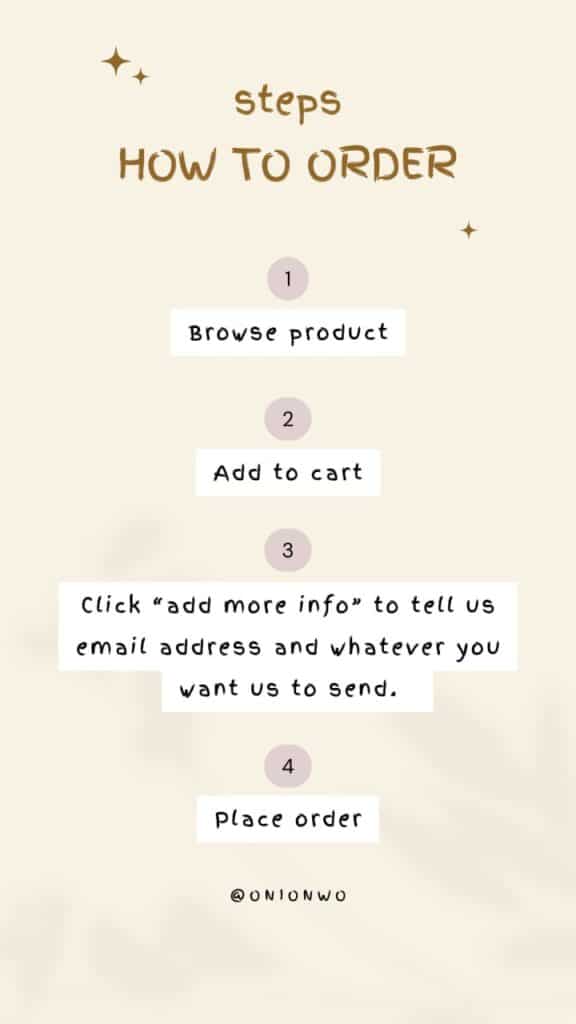 steps
HOW TO ORDER
1
Browse product
2
Add to cart
3
Click “add more info” to tell us
email address and whatever you
want us to send.
4
Place order
@ONIONWO